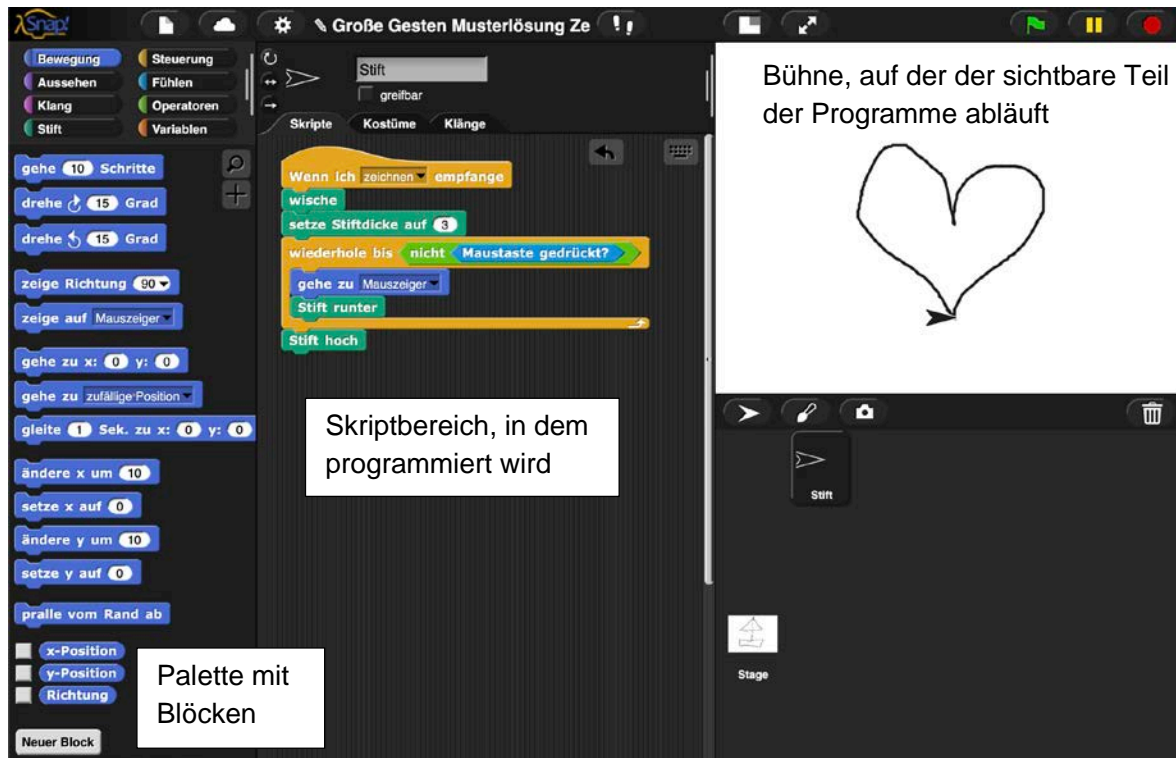 λSnap!
Große Gesten Musterlösung Ze
Bewegung
Steuerung
Aussehen
Fühlen
Klang
Operatoren
Stift
Variablen
gehe 10 Schritte
drehe 15 Grad
drehe 15 Grad
zeige Richtung 90
zeige auf Mauszeiger
gehe zu x: 0 y: 0
gehe zu zufällige Position
gleite 1 Sek. zu x: 0 y: 0
ändere x um 10
setze x auf 0
ändere y um 10
setze y auf 0
pralle vom Rand ab
x-Position
y-Position
Richtung
Neuer Block
Palette mit
Blöcken
Stift
greifbar
Skripte Kostüme Klänge
Wenn ich zeichnen empfange
wische
setze Stiftdicke auf 3
wiederhole bis nicht Maustaste gedrückt?
gehe zu Mauszeiger
Stift runter
Stift hoch
Skriptbereich, in dem
programmiert wird
Bühne, auf der der sichtbare Teil
der Programme abläuft
Stift
Stage